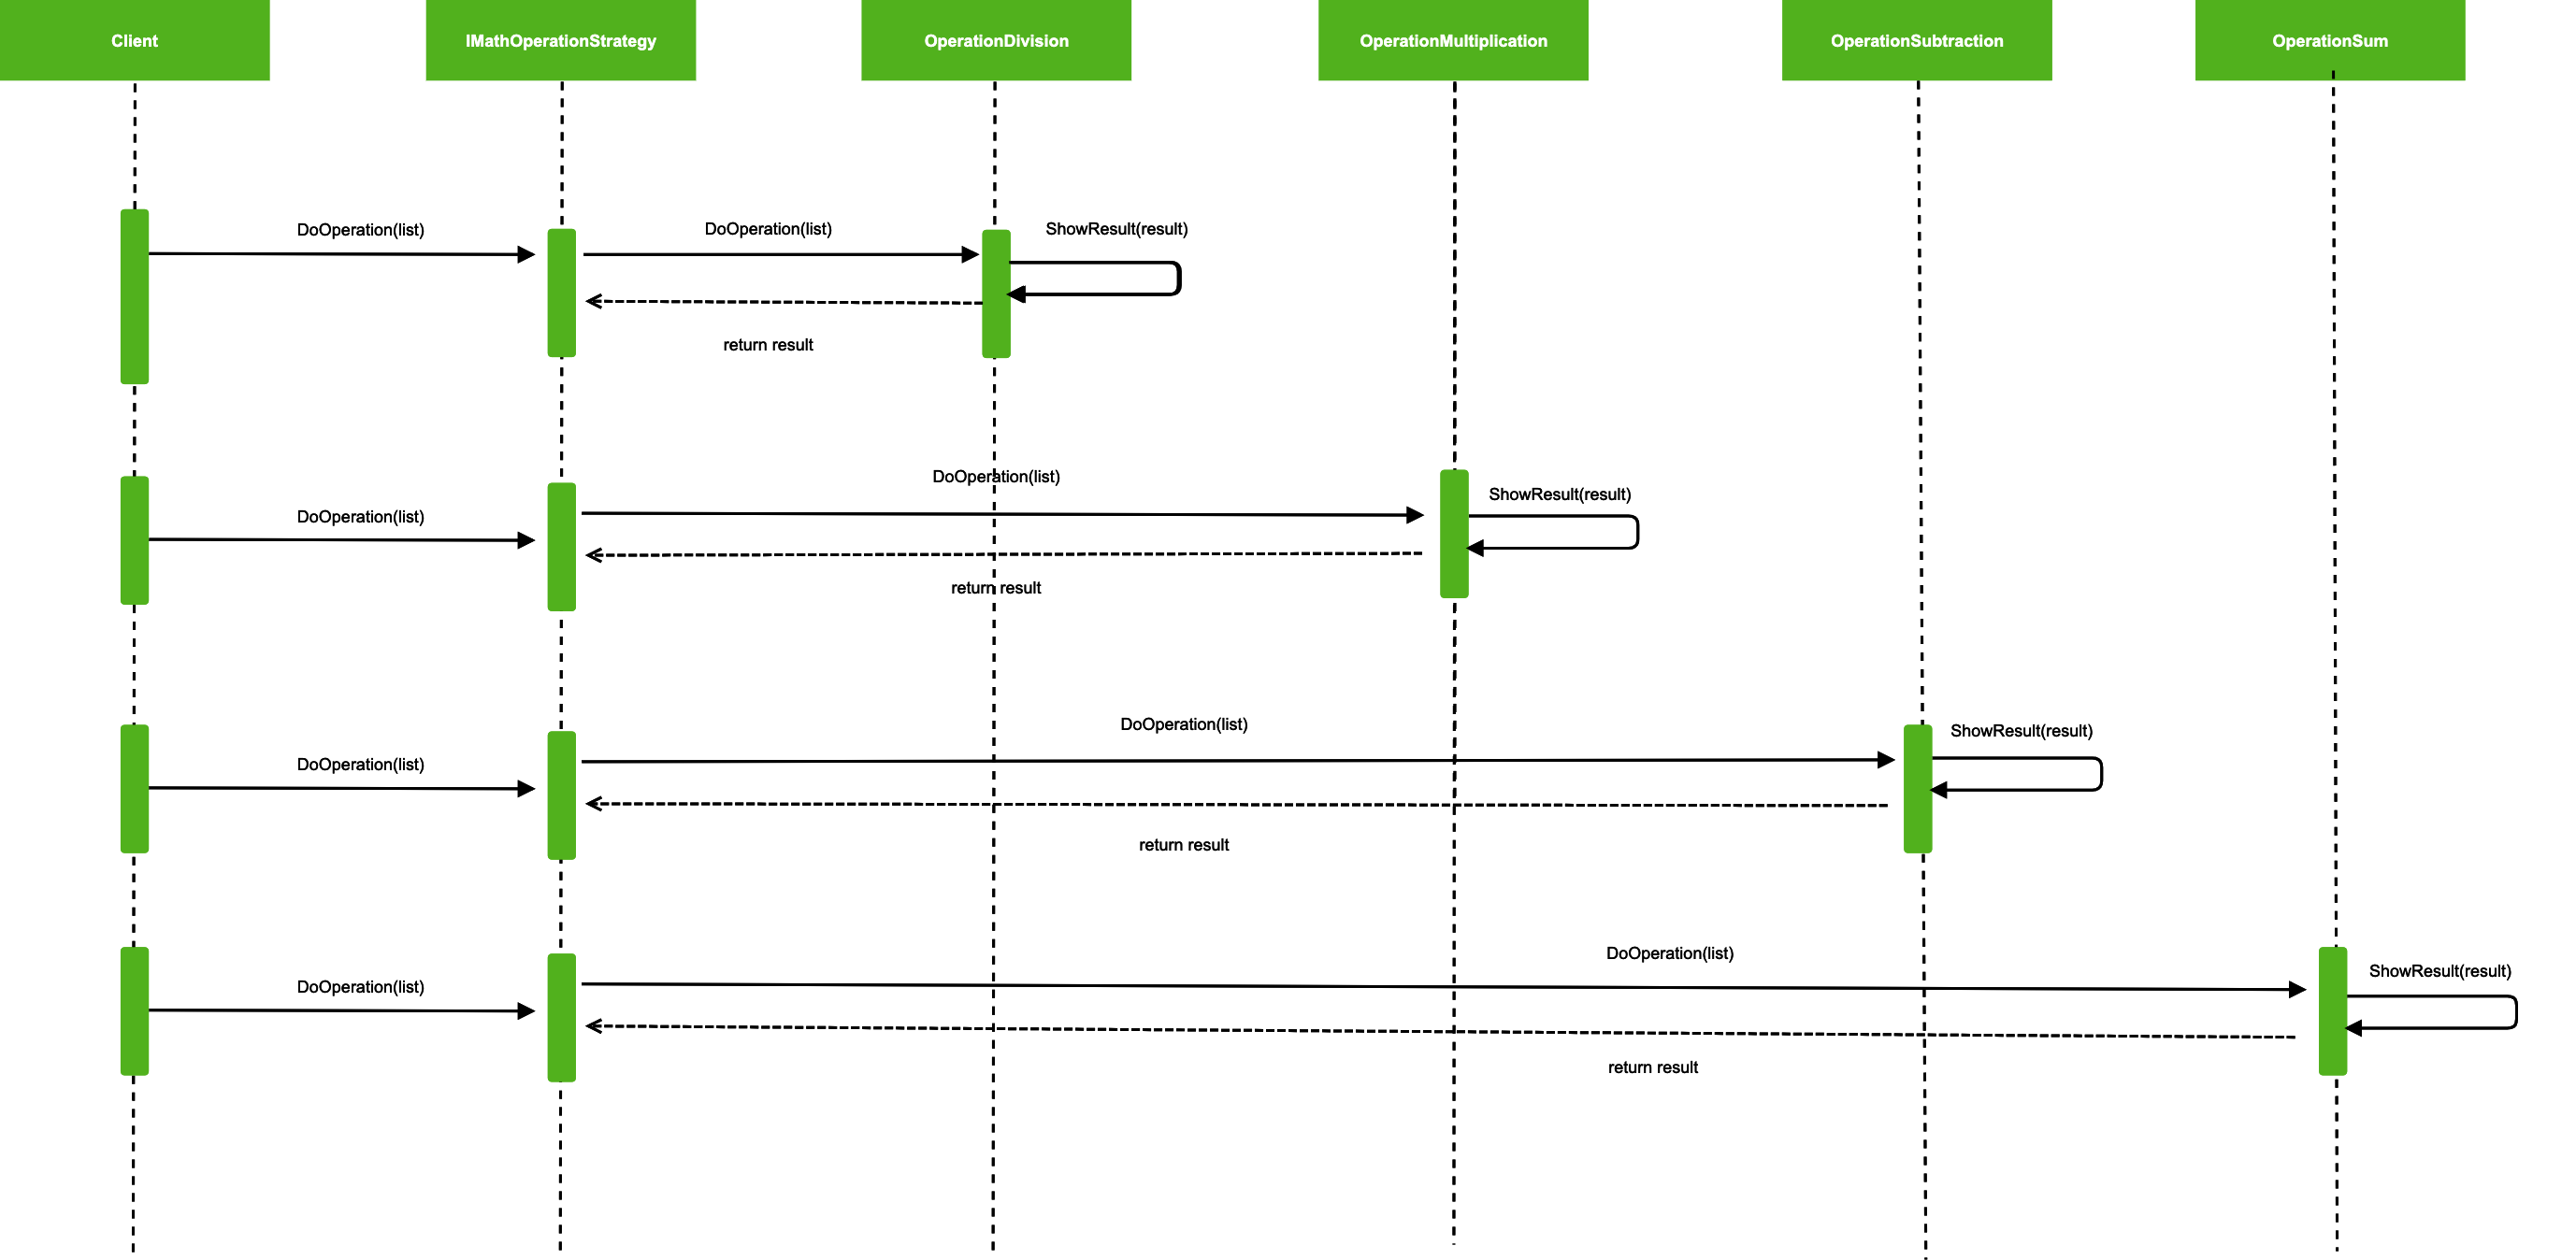 Client
IMathOperationStrategy
OperationDivision
OperationMultiplication
OperationSubtraction
OperationSum
DoOperation(list)
DoOperation(list)
ShowResult(result)
return result
DoOperation(list)
ShowResult(result)
DoOperation(list)
return result
DoOperation(list)
ShowResult(result)
DoOperation(list)
return result
DoOperation(list)
ShowResult(result)
DoOperation(list)
return result